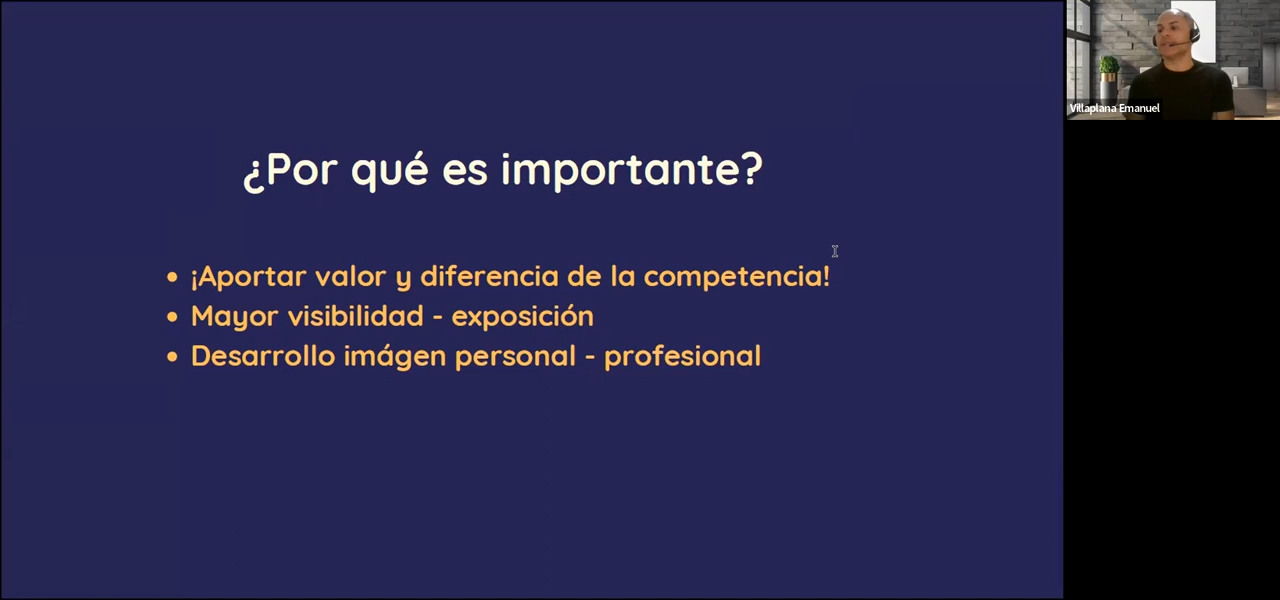 ¿Por qué es importante?
¡Aportar valor y diferencia de la competencia!
Mayor visibilidad - exposición
Desarrollo imágen personal - profesional
Villaplana Emanuel